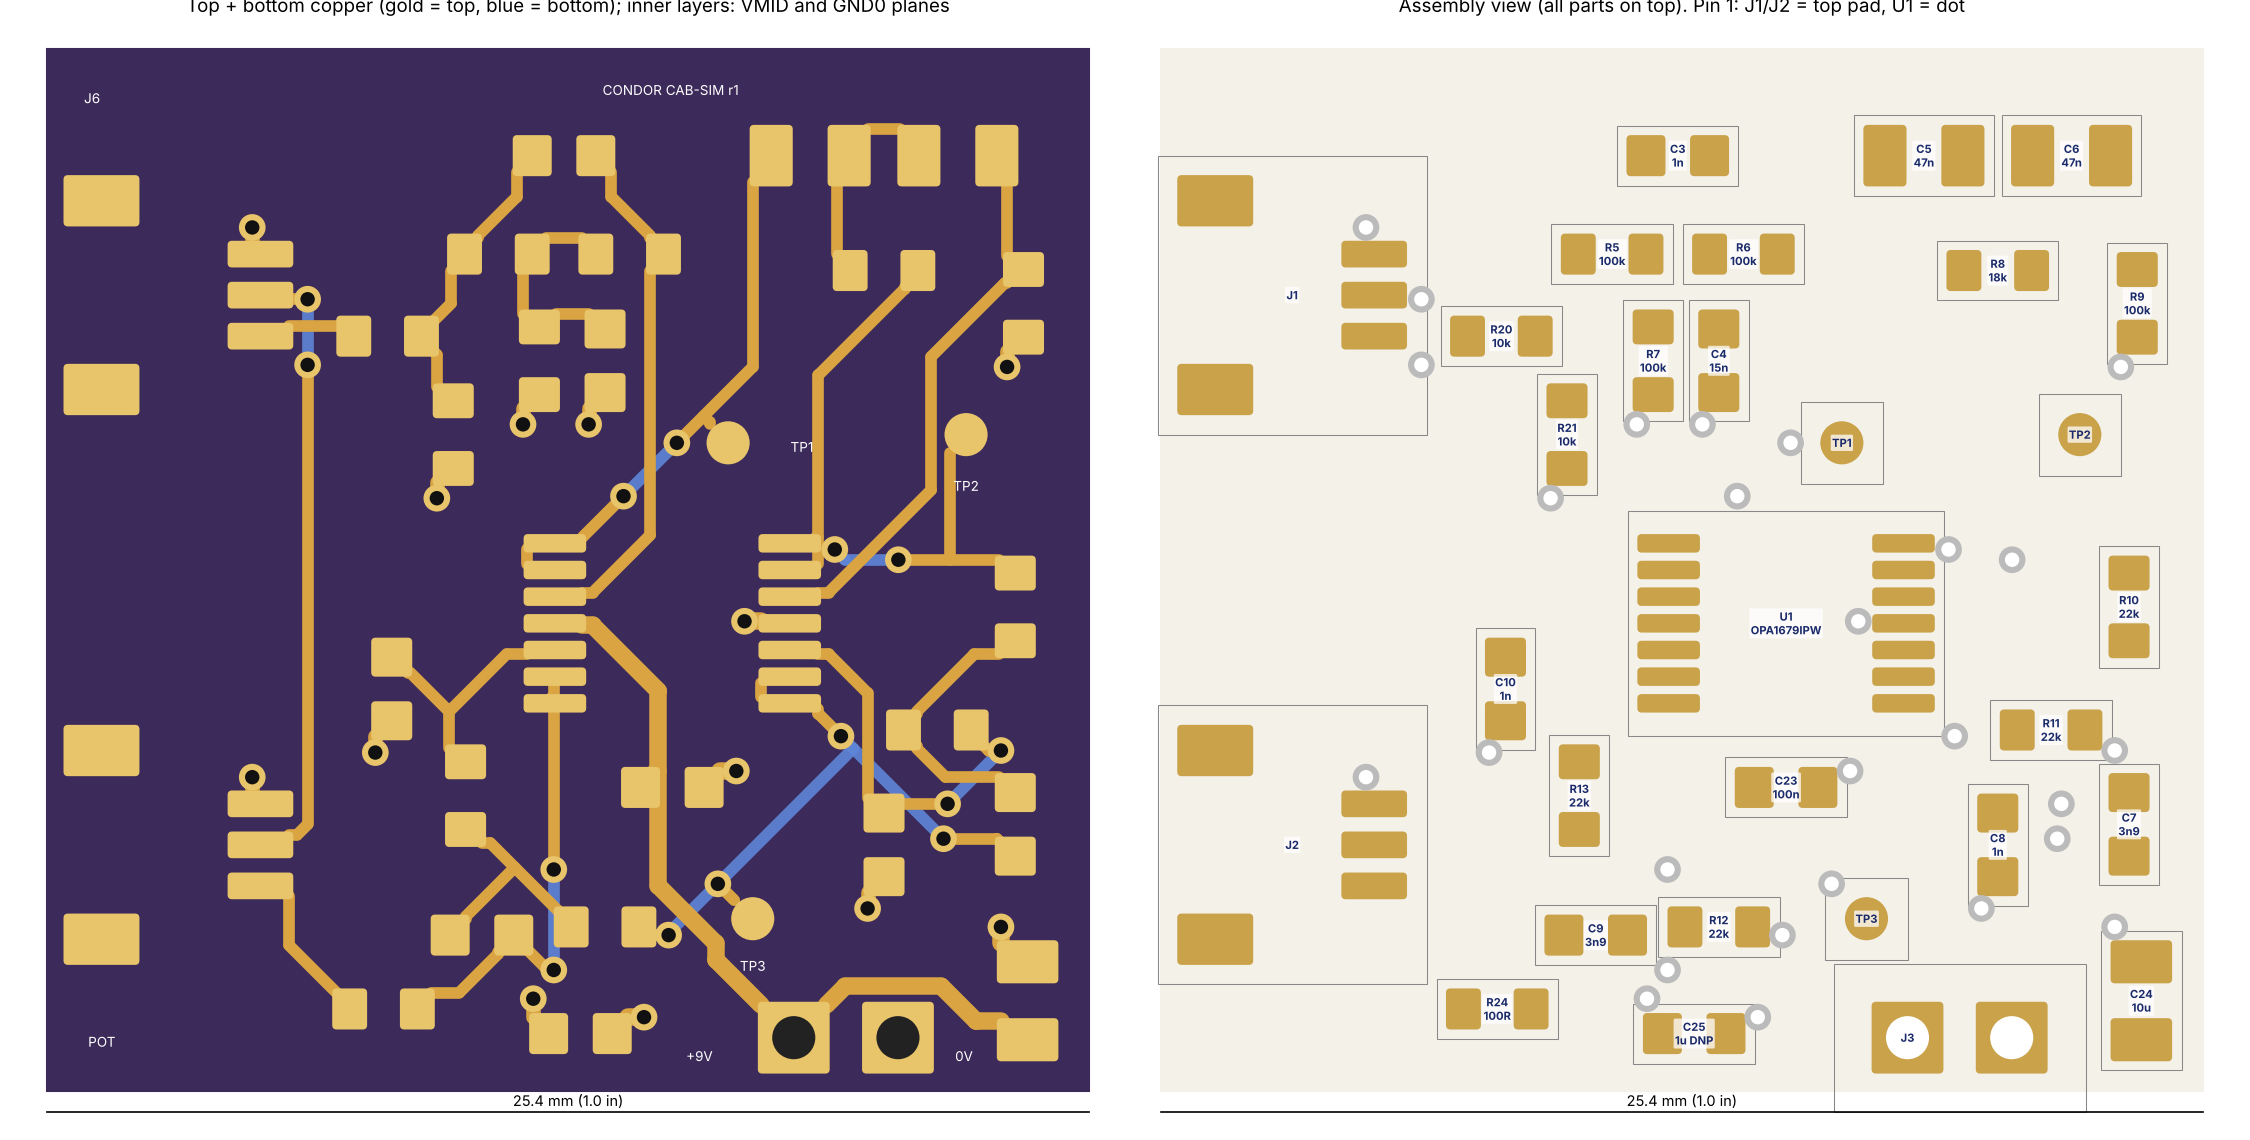 Top + bottom copper (gold = top, blue = bottom); inner layers: VMID and GND0 planes
J6
CONDOR CAB-SIM r1
TP1
TP2
TP3
POT
+9V
0V
25.4 mm (1.0 in)
Assembly view (all parts on top). Pin 1: J1/J2 = top pad, U1 = dot
C3
1n
C5
47n
C6
47n
R5
100k
R6
100k
R8
18k
R9
100k
J1
R20
10k
R7
100k
C4
15n
R21
10k
TP1
TP2
U1
OPA1679IPW
R10
22k
C10
1n
R11
22k
R13
22k
C23
100n
C7
3n9
C8
1n
J2
C9
3n9
R12
22k
TP3
R24
100R
C25
1u DNP
J3
C24
10u
25.4 mm (1.0 in)